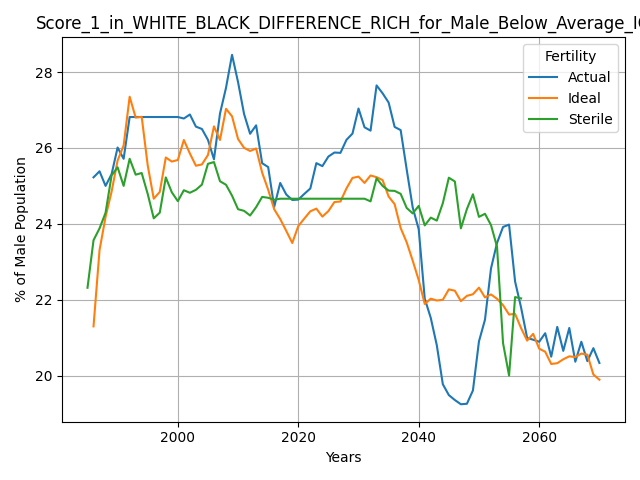 Score_1_in_WHITE_BLACK_DIFFERENCE_RICH_for_Male_Below_Average_I
Fertility
Actual
Ideal
Sterile
% of Male Population
28
26
24
22
20
2000
2020
2040
2060
Years